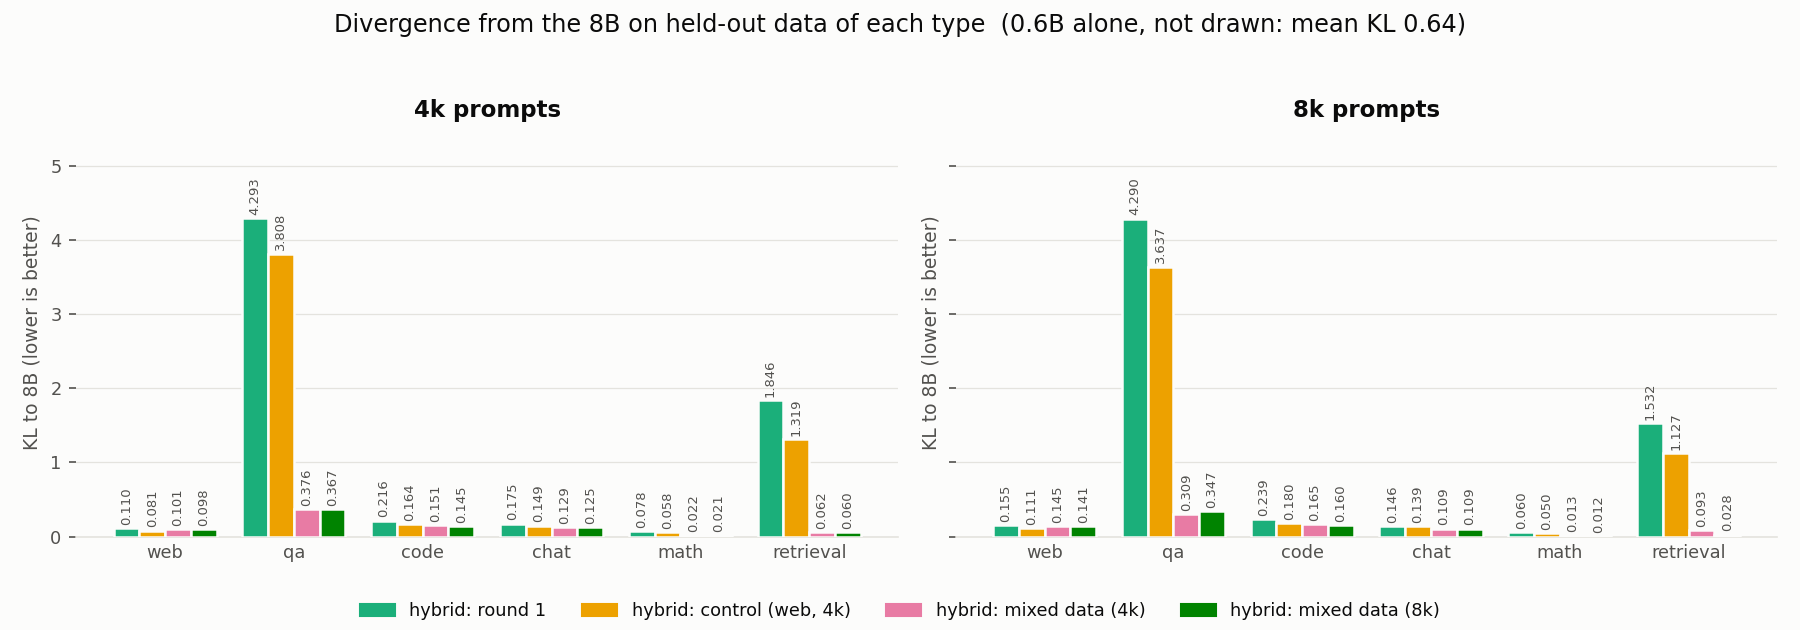 Divergence from the 8B on held-out data of each type (0.6B alone, not drawn: mean KL 0.64)
4k prompts
KL to 8B (lower is better)
5
4
3
2
1
0
0.110
0.081
0.101
0.098
4.293
3.808
0.376
0.367
0.216
0.164
0.151
0.145
0.175
0.149
0.129
0.125
0.078
0.058
0.022
0.021
1.846
1.319
0.062
0.060
web
qa
code
chat
math
retrieval
8k prompts
KL to 8B (lower is better)
0.155
0.111
0.145
0.141
4.290
3.637
0.309
0.347
0.239
0.180
0.165
0.160
0.146
0.139
0.109
0.109
0.060
0.050
0.013
0.012
1.532
1.127
0.093
0.028
web
qa
code
chat
math
retrieval
hybrid: round 1
hybrid: control (web, 4k)
hybrid: mixed data (4k)
hybrid: mixed data (8k)